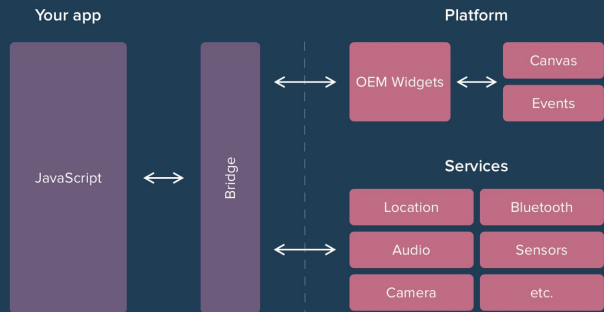 Your app
Platform
JavaScript
Bridge
OEM Widgets
Canvas
Events
Services
Location
Bluetooth
Audio
Sensors
Camera
etc.